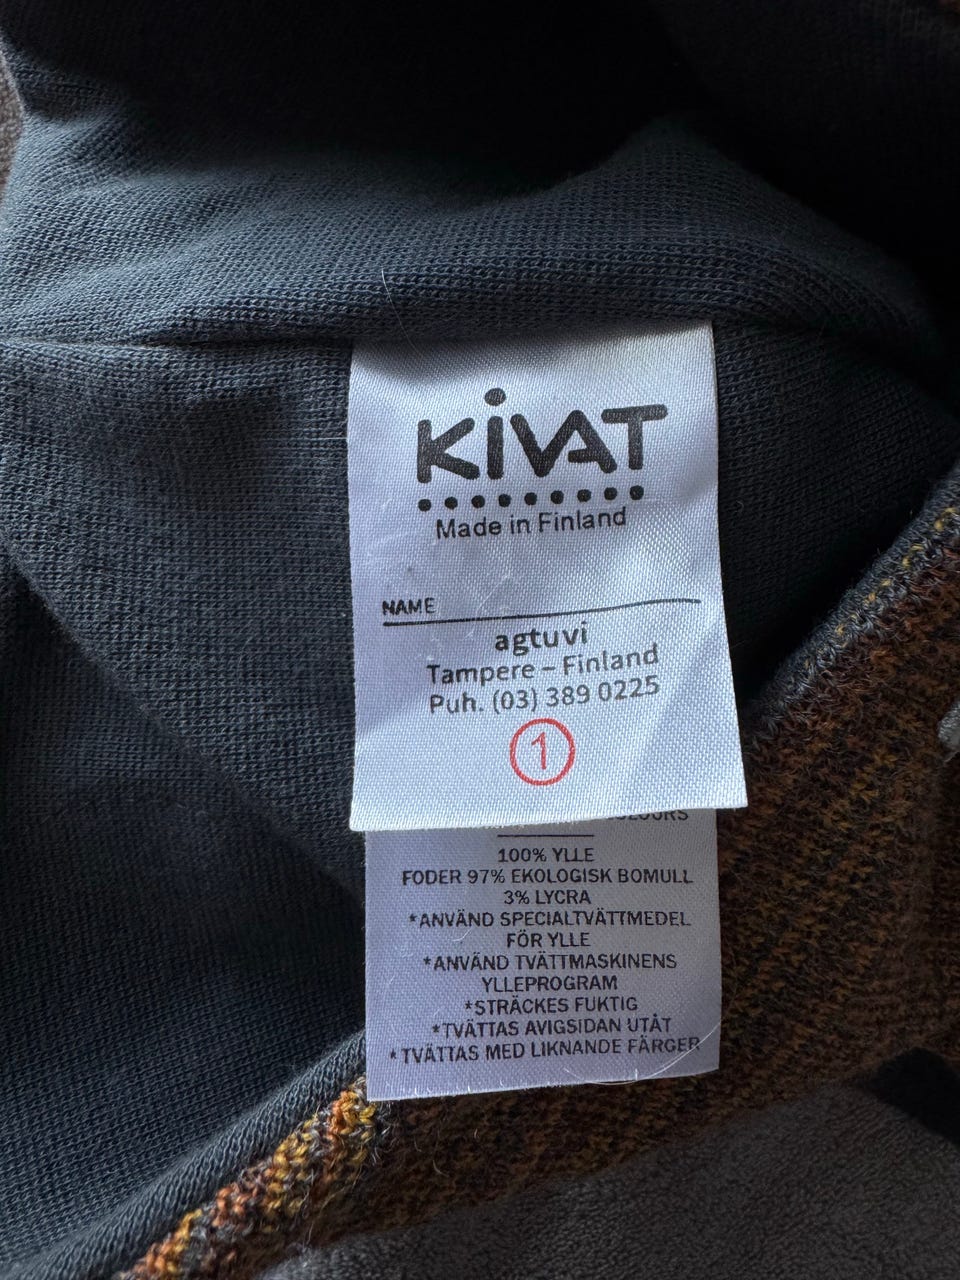 KiVAT
Made in Finland
NAME
agtuvi
Tampere – Finland
Puh. (03) 389 0225
1
COLOURS
100% YLLE
FODER 97% EKOLOGISK BOMULL
3% LYCRA
*ANVÄND SPECIALTVÄTTMEDEL
FÖR YLLE
*ANVÄND TVÄTTMASKINENS
YLLEPROGRAM
*STRÄCKES FUKTIG
*TVÄTTAS AVIGSIDAN UTÅT
*TVÄTTAS MED LIKNANDE FÄRGER